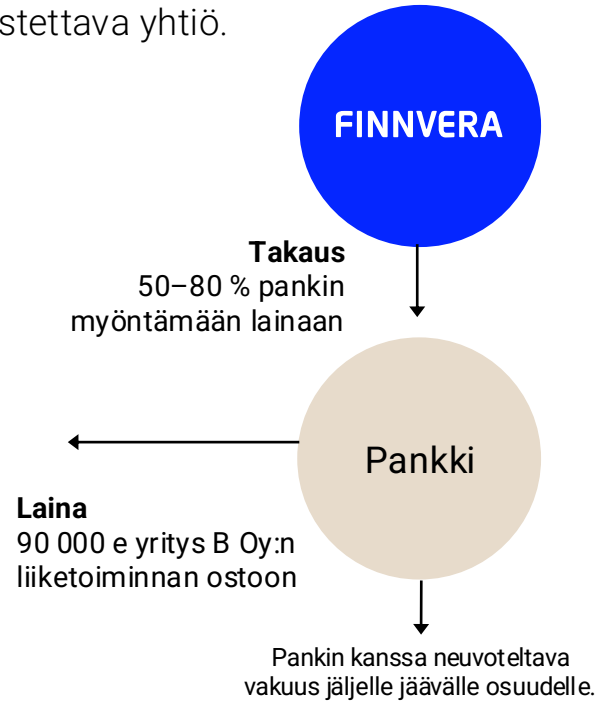 stettava yhtiö.
FINNVERA
Takaus
50–80 % pankin
myöntämään lainaan
Pankki
Laina
90 000 e yritys B Oy:n
liiketoiminnan ostoon
Pankin kanssa neuvoteltava
vakuus jäljelle jäävälle osuudelle.